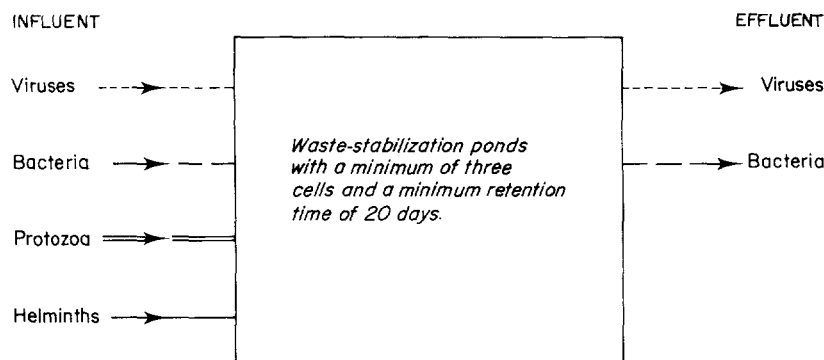 INFLUENT
EFFLUENT
Viruses
Viruses
Waste-stabilization ponds
with a minimum of three
cells and a minimum retention
time of 20 days.
Bacteria
Bacteria
Protozoa
Helminths